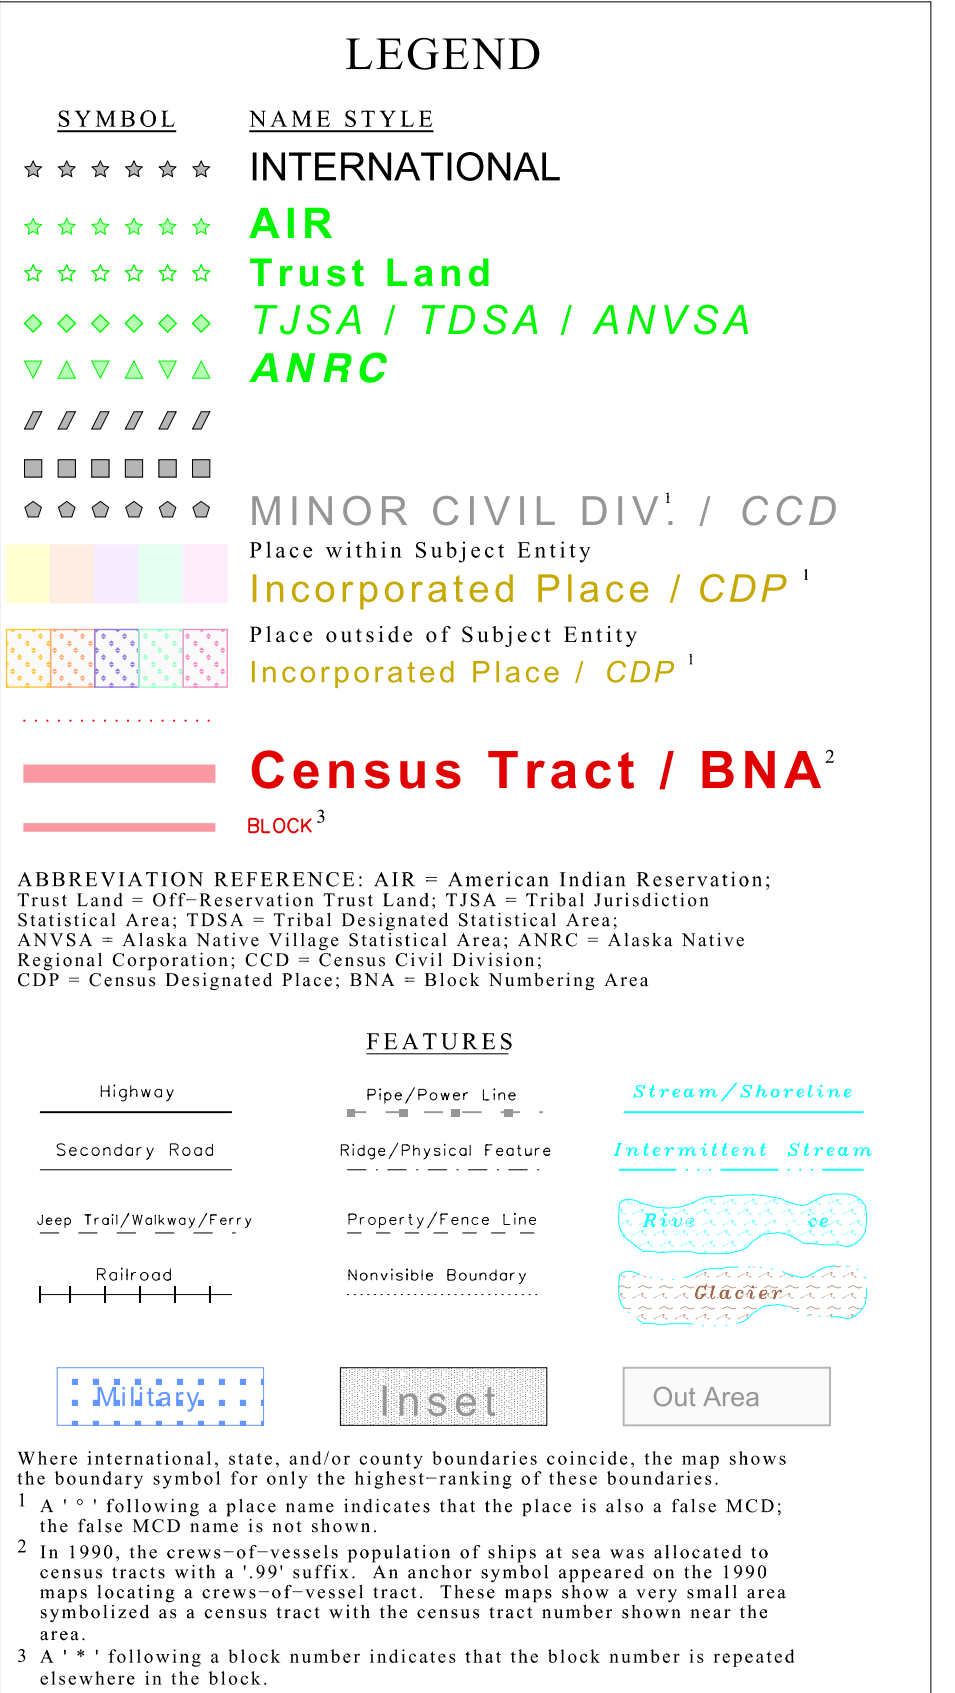 LEGEND
SYMBOL NAME STYLE
INTERNATIONAL
AIR
Trust Land
TJSA / TDSA / ANVSA
ANRC
MINOR CIVIL DIV.¹ / CCD
Place within Subject Entity
Incorporated Place / CDP ¹
Place outside of Subject Entity
Incorporated Place / CDP ¹
Census Tract / BNA²
BLOCK³
ABBREVIATION REFERENCE: AIR = American Indian Reservation;
Trust Land = Off−Reservation Trust Land; TJSA = Tribal Jurisdiction
Statistical Area; TDSA = Tribal Designated Statistical Area;
ANVSA = Alaska Native Village Statistical Area; ANRC = Alaska Native
Regional Corporation; CCD = Census Civil Division;
CDP = Census Designated Place; BNA = Block Numbering Area
FEATURES
Highway
Pipe/Power Line
Stream/Shoreline
Secondary Road
Ridge/Physical Feature
Intermittent Stream
Jeep Trail/Walkway/Ferry
Property/Fence Line
Railroad
Nonvisible Boundary
Glacier
Military
Inset
Out Area
Where international, state, and/or county boundaries coincide, the map shows
the boundary symbol for only the highest−ranking of these boundaries.
1 A ' ° ' following a place name indicates that the place is also a false MCD;
the false MCD name is not shown.
2 In 1990, the crews−of−vessels population of ships at sea was allocated to
census tracts with a '.99' suffix. An anchor symbol appeared on the 1990
maps locating a crews−of−vessel tract. These maps show a very small area
symbolized as a census tract with the census tract number shown near the
area.
3 A ' * ' following a block number indicates that the block number is repeated
elsewhere in the block.